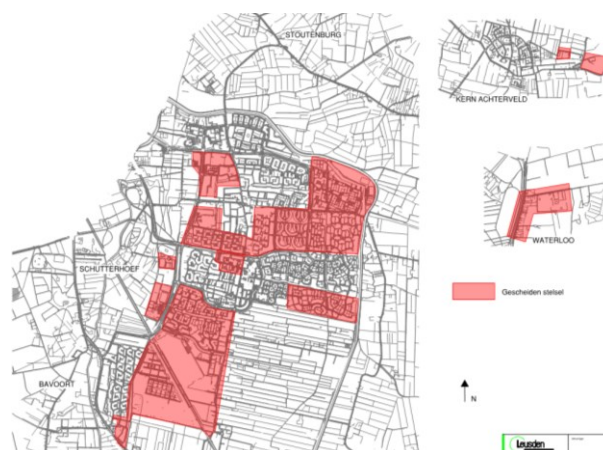 STOUTENBURG
KERN ACHTERVELD
WATERLOO
SCHUTTERHOEF
Gescheiden stelsel
BAVOORT
N
Leusden